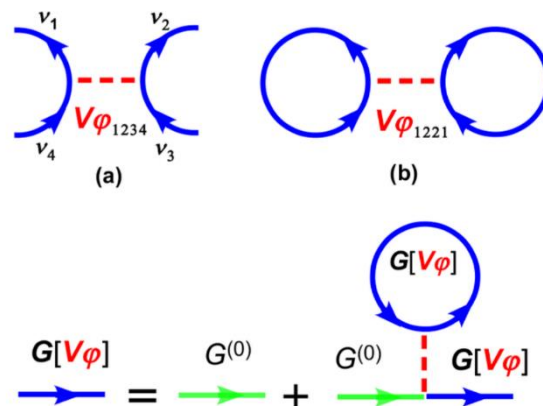 ν₁ ν₂
Vφ₁₂₃₄
ν₄ ν₃
(a)
Vφ₁₂₂₁
(b)
G[Vφ]
G[Vφ] = G⁽⁰⁾ + G⁽⁰⁾ G[Vφ]